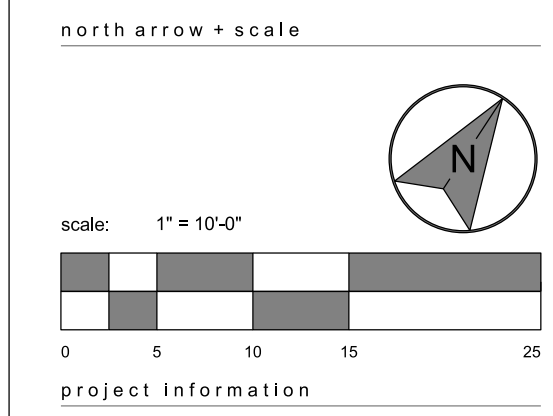 north arrow + scale
N
scale: 1" = 10'-0"
0 5 10 15 25
project information